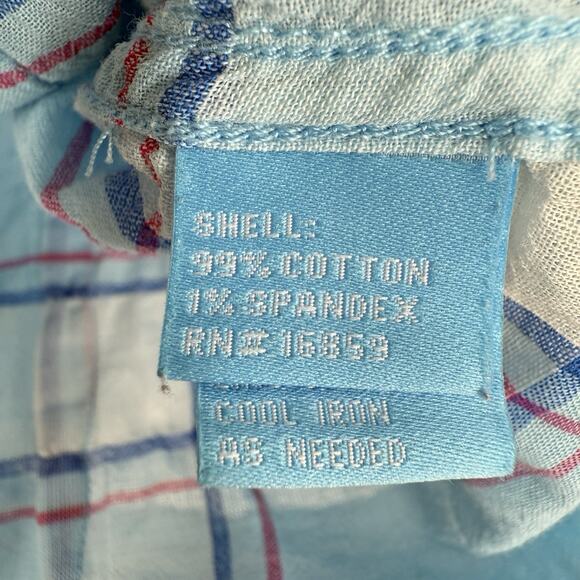 SHELL:
99% COTTON
1% SPANDEX
RN# 16859
COOL IRON
AS NEEDED